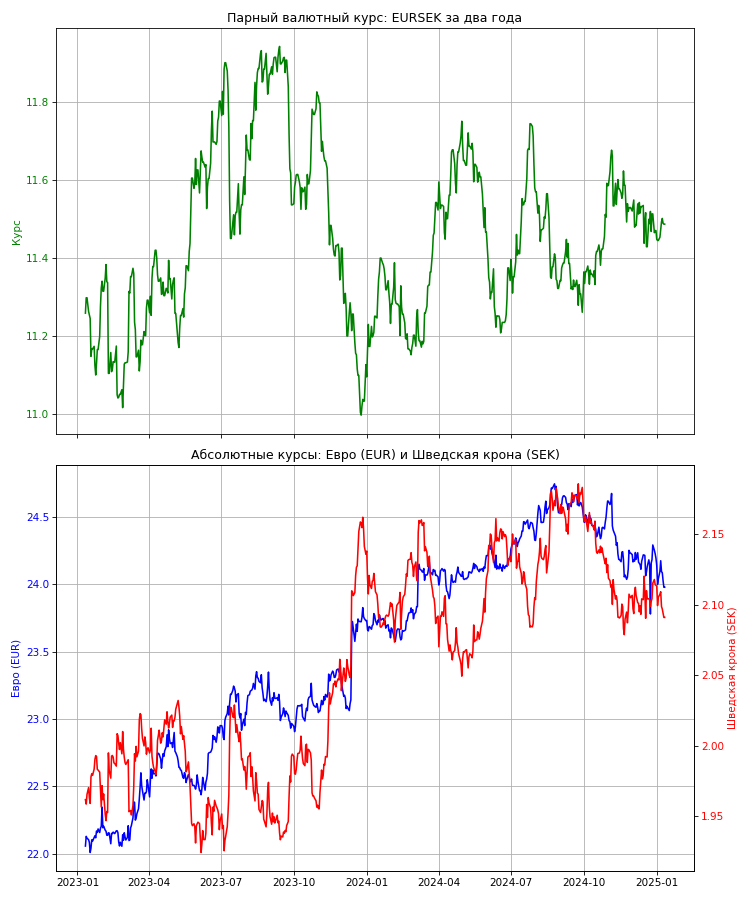 Парный валютный курс: EURSEK за два года
11.8
11.6
11.4
11.2
11.0
Курс
Абсолютные курсы: Евро (EUR) и Шведская крона (SEK)
24.5
24.0
23.5
23.0
22.5
22.0
Евро (EUR)
2.15
2.10
2.05
2.00
1.95
Шведская крона (SEK)
2023-01 2023-04 2023-07 2023-10 2024-01 2024-04 2024-07 2024-10 2025-01